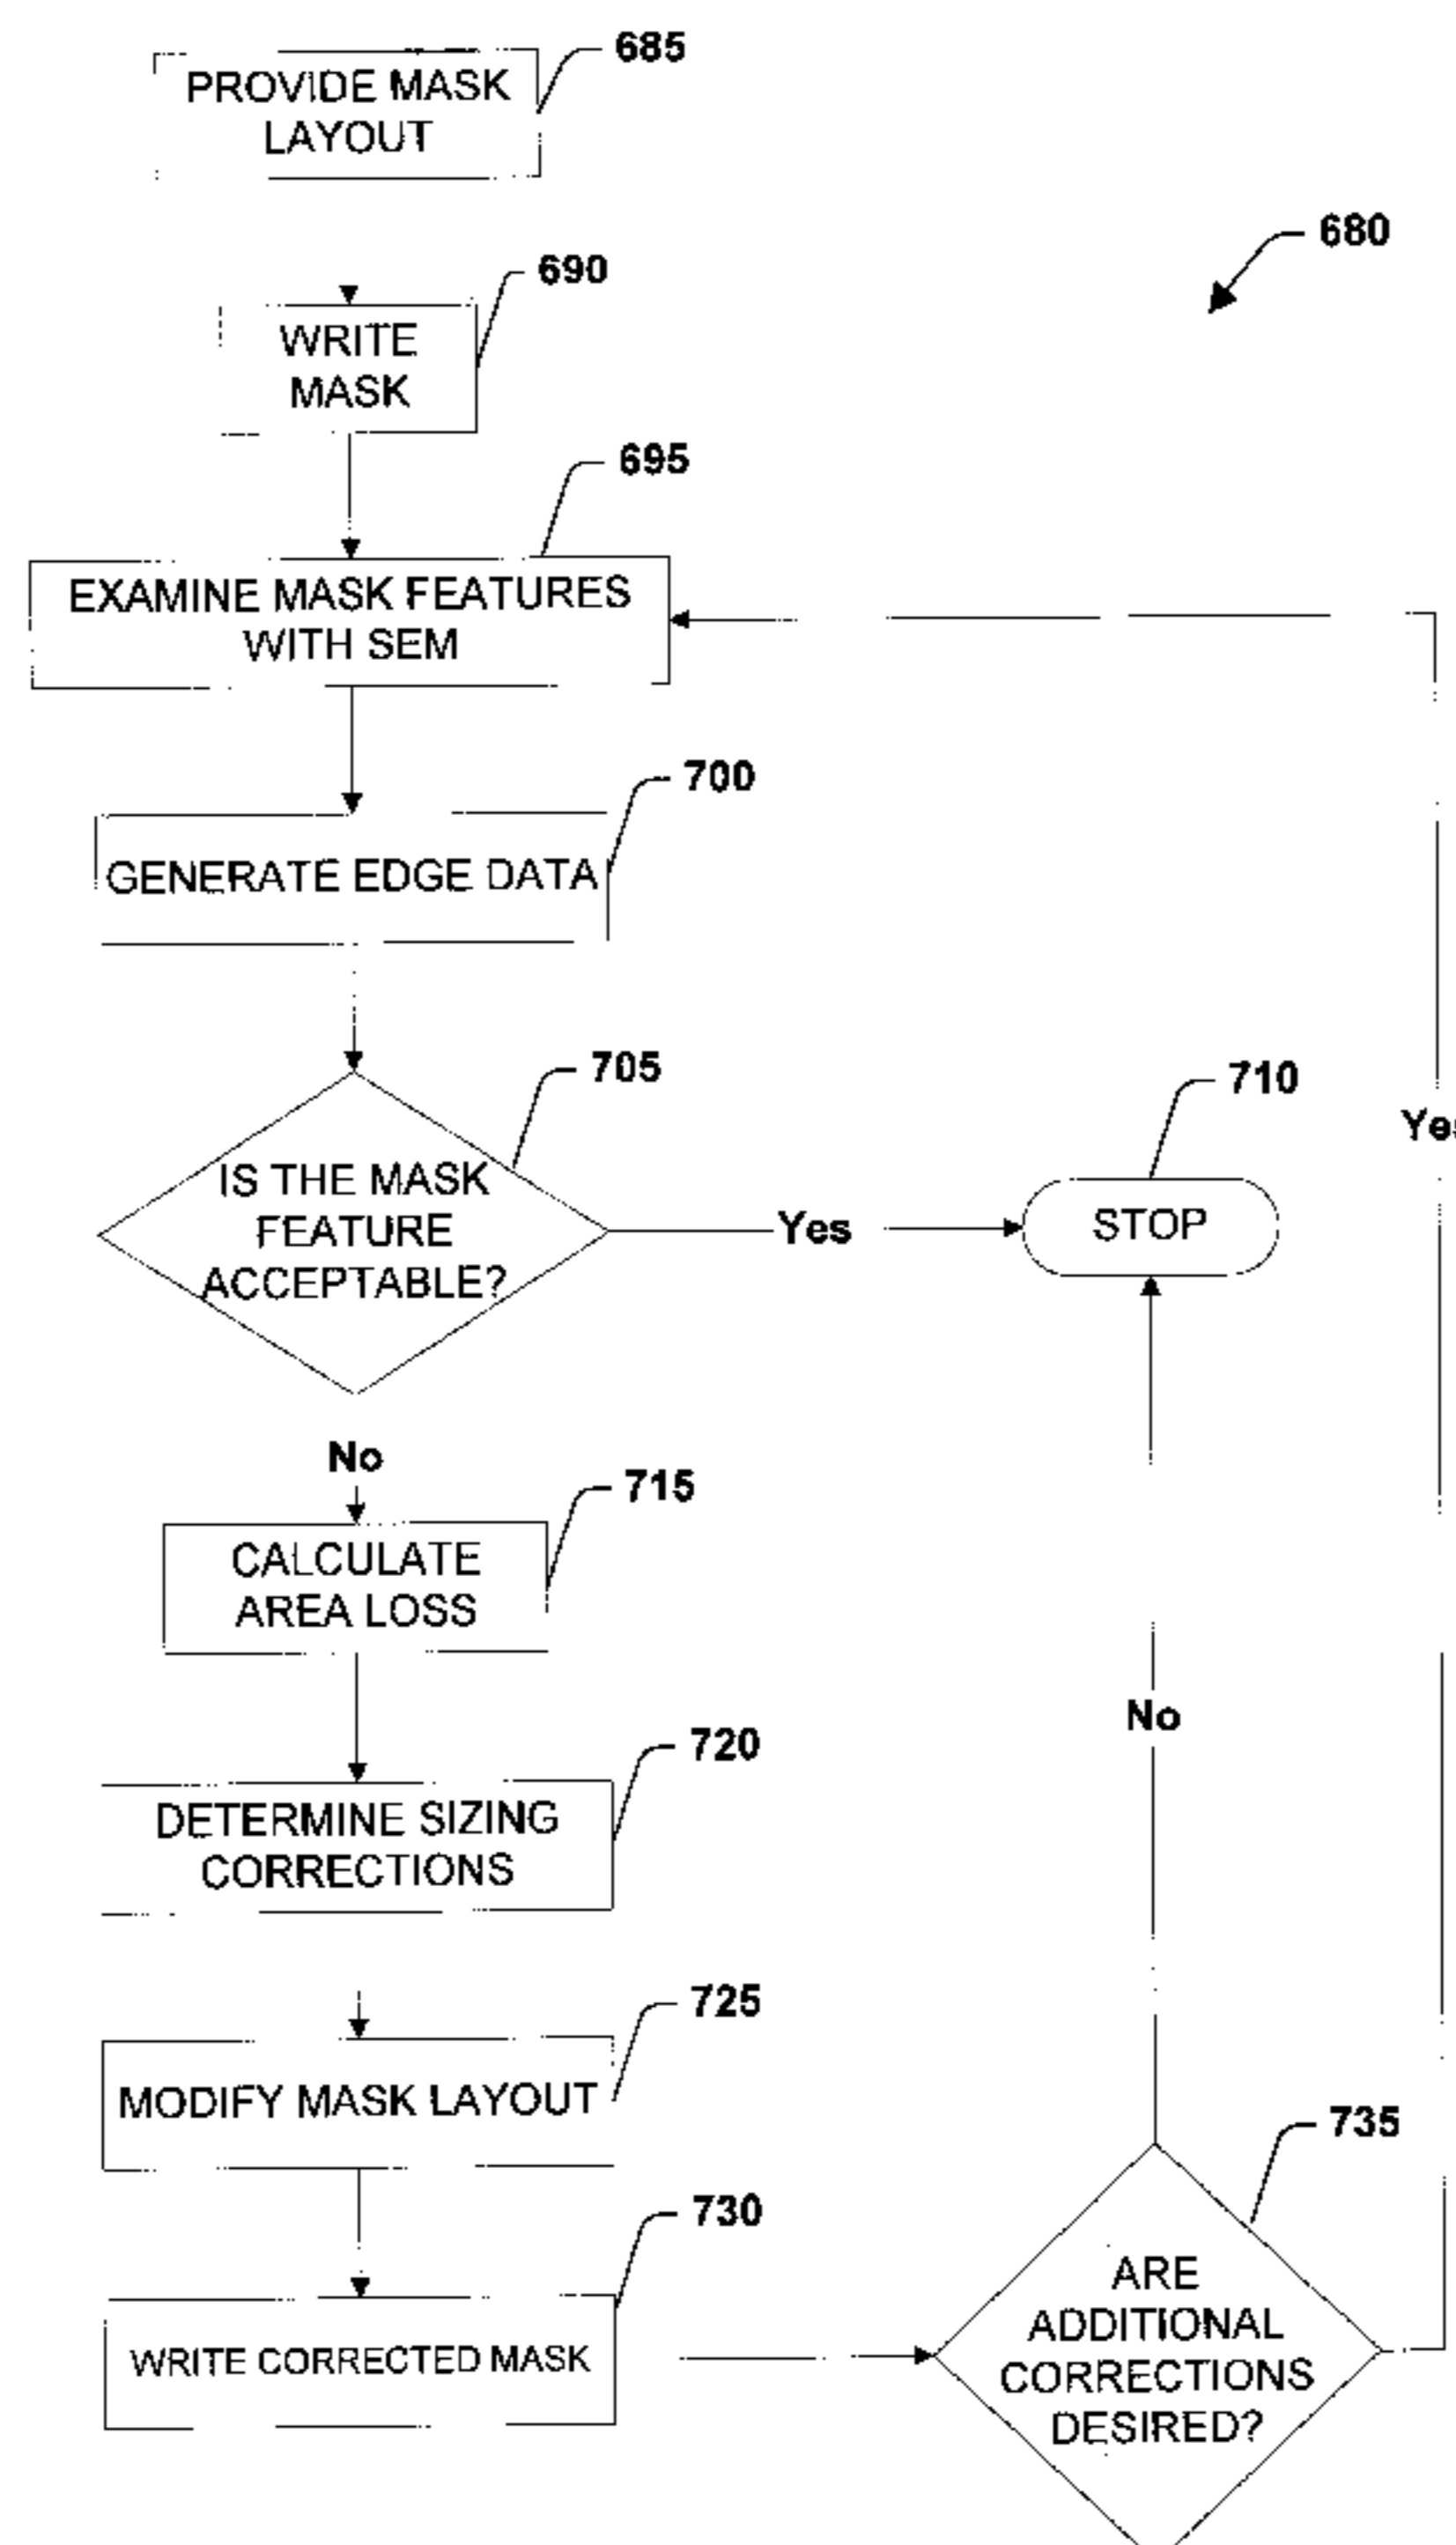 685
PROVIDE MASK
LAYOUT
680
690
WRITE
MASK
695
EXAMINE MASK FEATURES
WITH SEM
700
GENERATE EDGE DATA
705
710
IS THE MASK
FEATURE
ACCEPTABLE?
Yes
STOP
Yes
No
715
CALCULATE
AREA LOSS
No
720
DETERMINE SIZING
CORRECTIONS
725
MODIFY MASK LAYOUT
735
730
WRITE CORRECTED MASK
ARE
ADDITIONAL
CORRECTIONS
DESIRED?